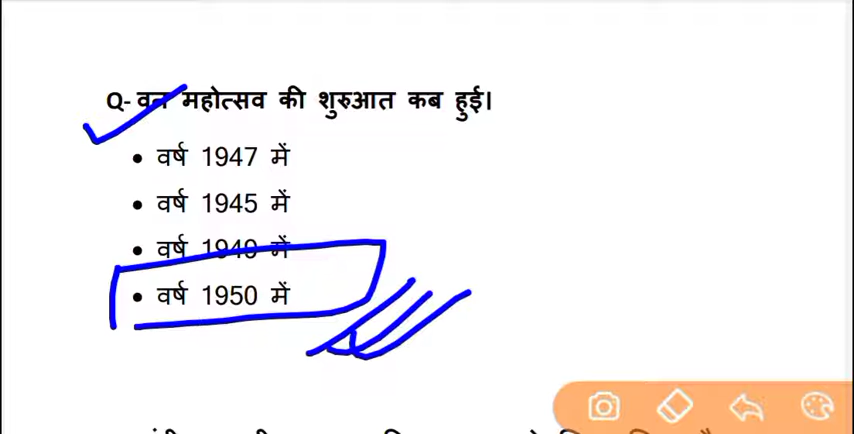 Q- वन महोत्सव की शुरुआत कब हुई।
• वर्ष 1947 में
• वर्ष 1945 में
• वर्ष 1949 में
• वर्ष 1950 में